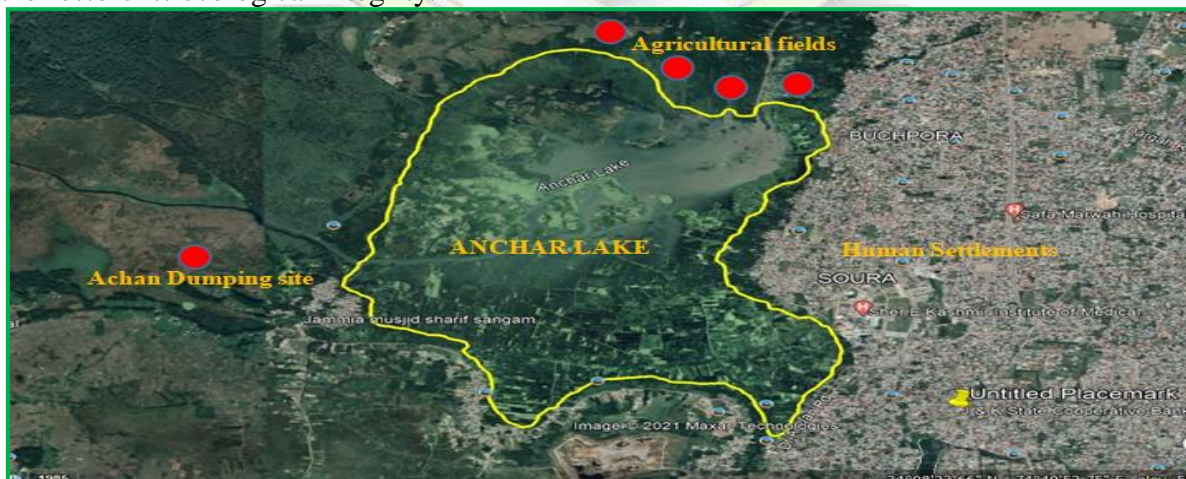 Agricultural fields
BUCHPORA
Anchar Lake
Safa Marwah Hospital
ANCHAR LAKE
Human Settlements
Achan Dumping site
SOURA
Jammia musjid sharif sangam
Sher E Kashmir Institute of Medical
Untitled Placemark
J & K State Cooperative Bank
Image © 2021 Maxar Technologies
1985